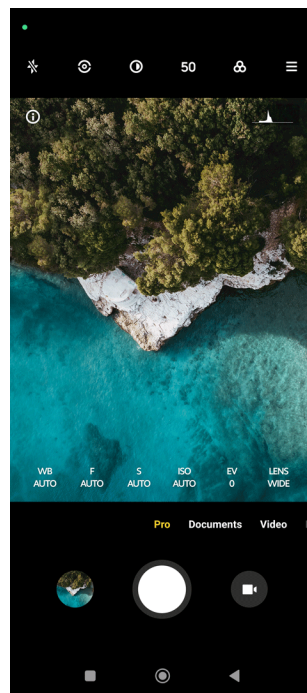 50
WB F S ISO EV LENS
AUTO AUTO AUTO AUTO 0 WIDE
Pro Documents Video